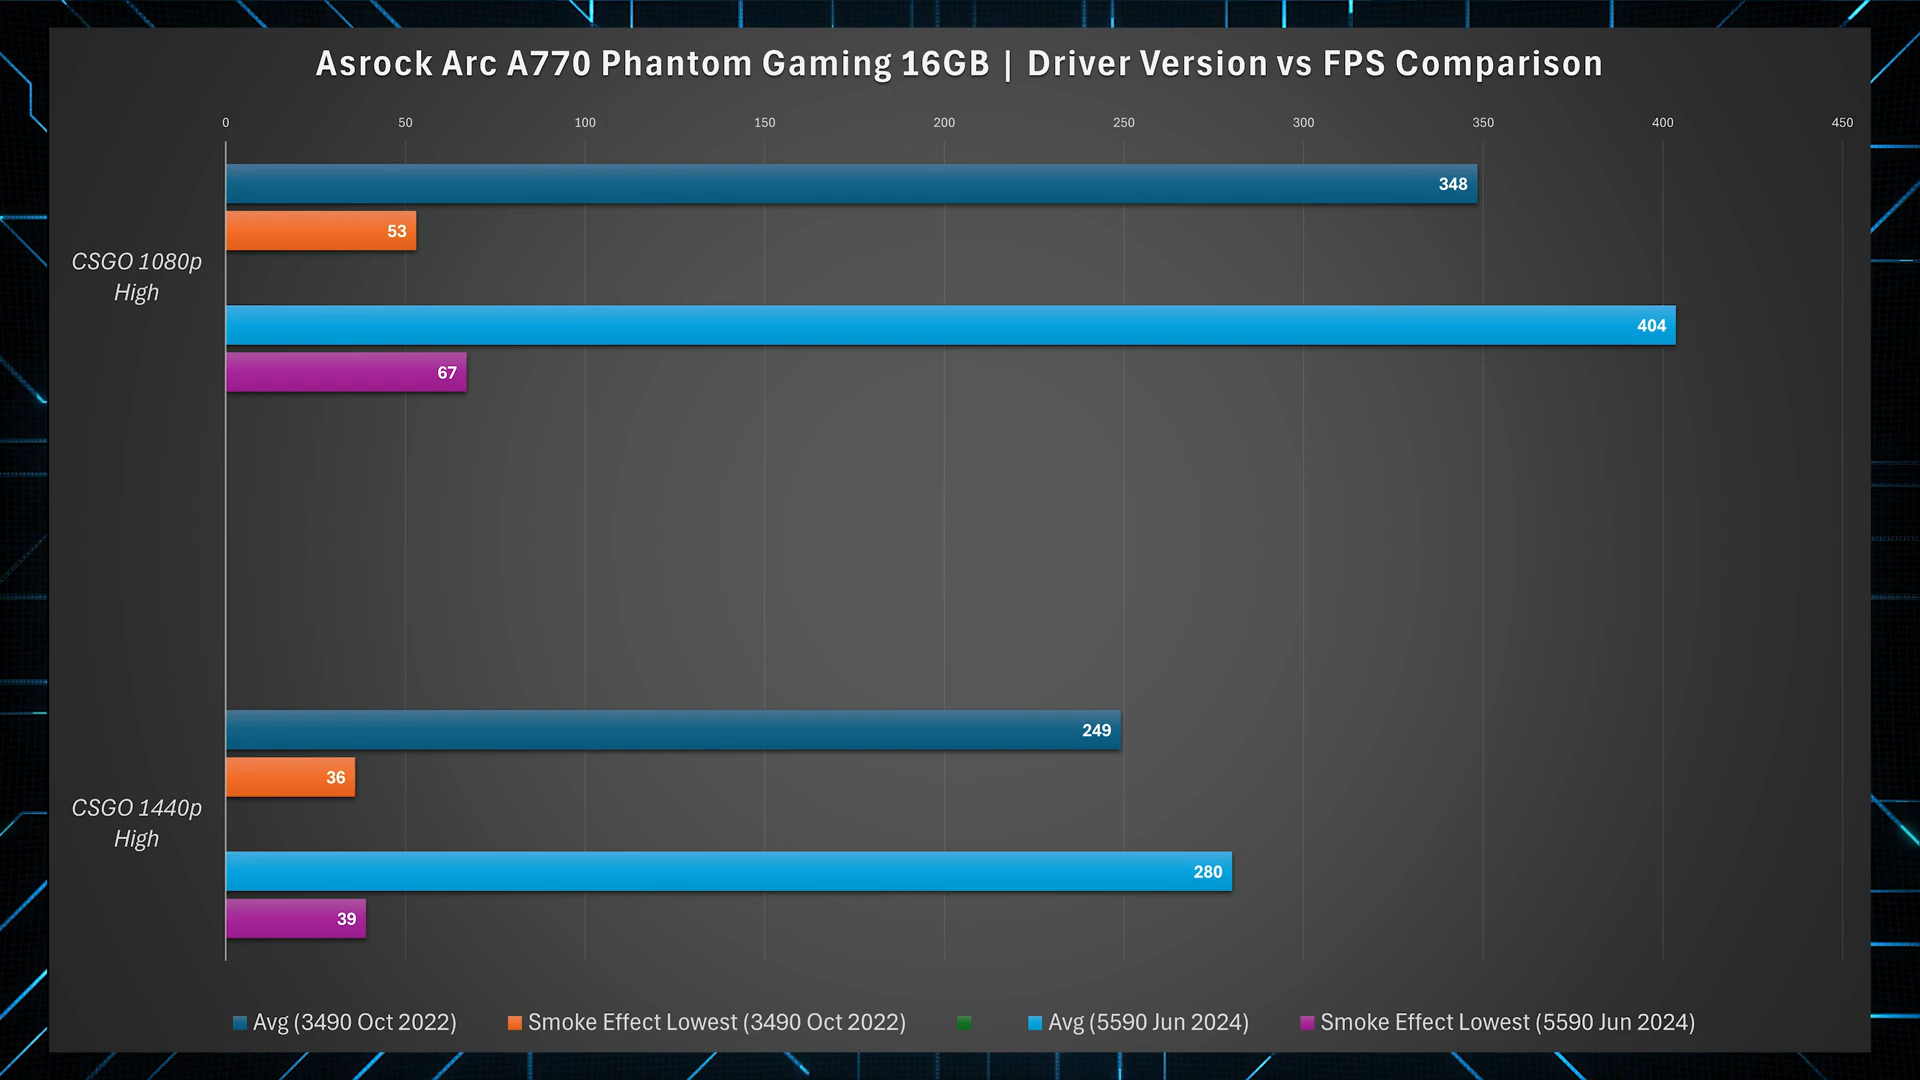 Asrock Arc A770 Phantom Gaming 16GB | Driver Version vs FPS Comparison
0 50 100 150 200 250 300 350 400 450
348
53
CSGO 1080p
High
404
67
249
36
CSGO 1440p
High
280
39
Avg (3490 Oct 2022) Smoke Effect Lowest (3490 Oct 2022) Avg (5590 Jun 2024) Smoke Effect Lowest (5590 Jun 2024)